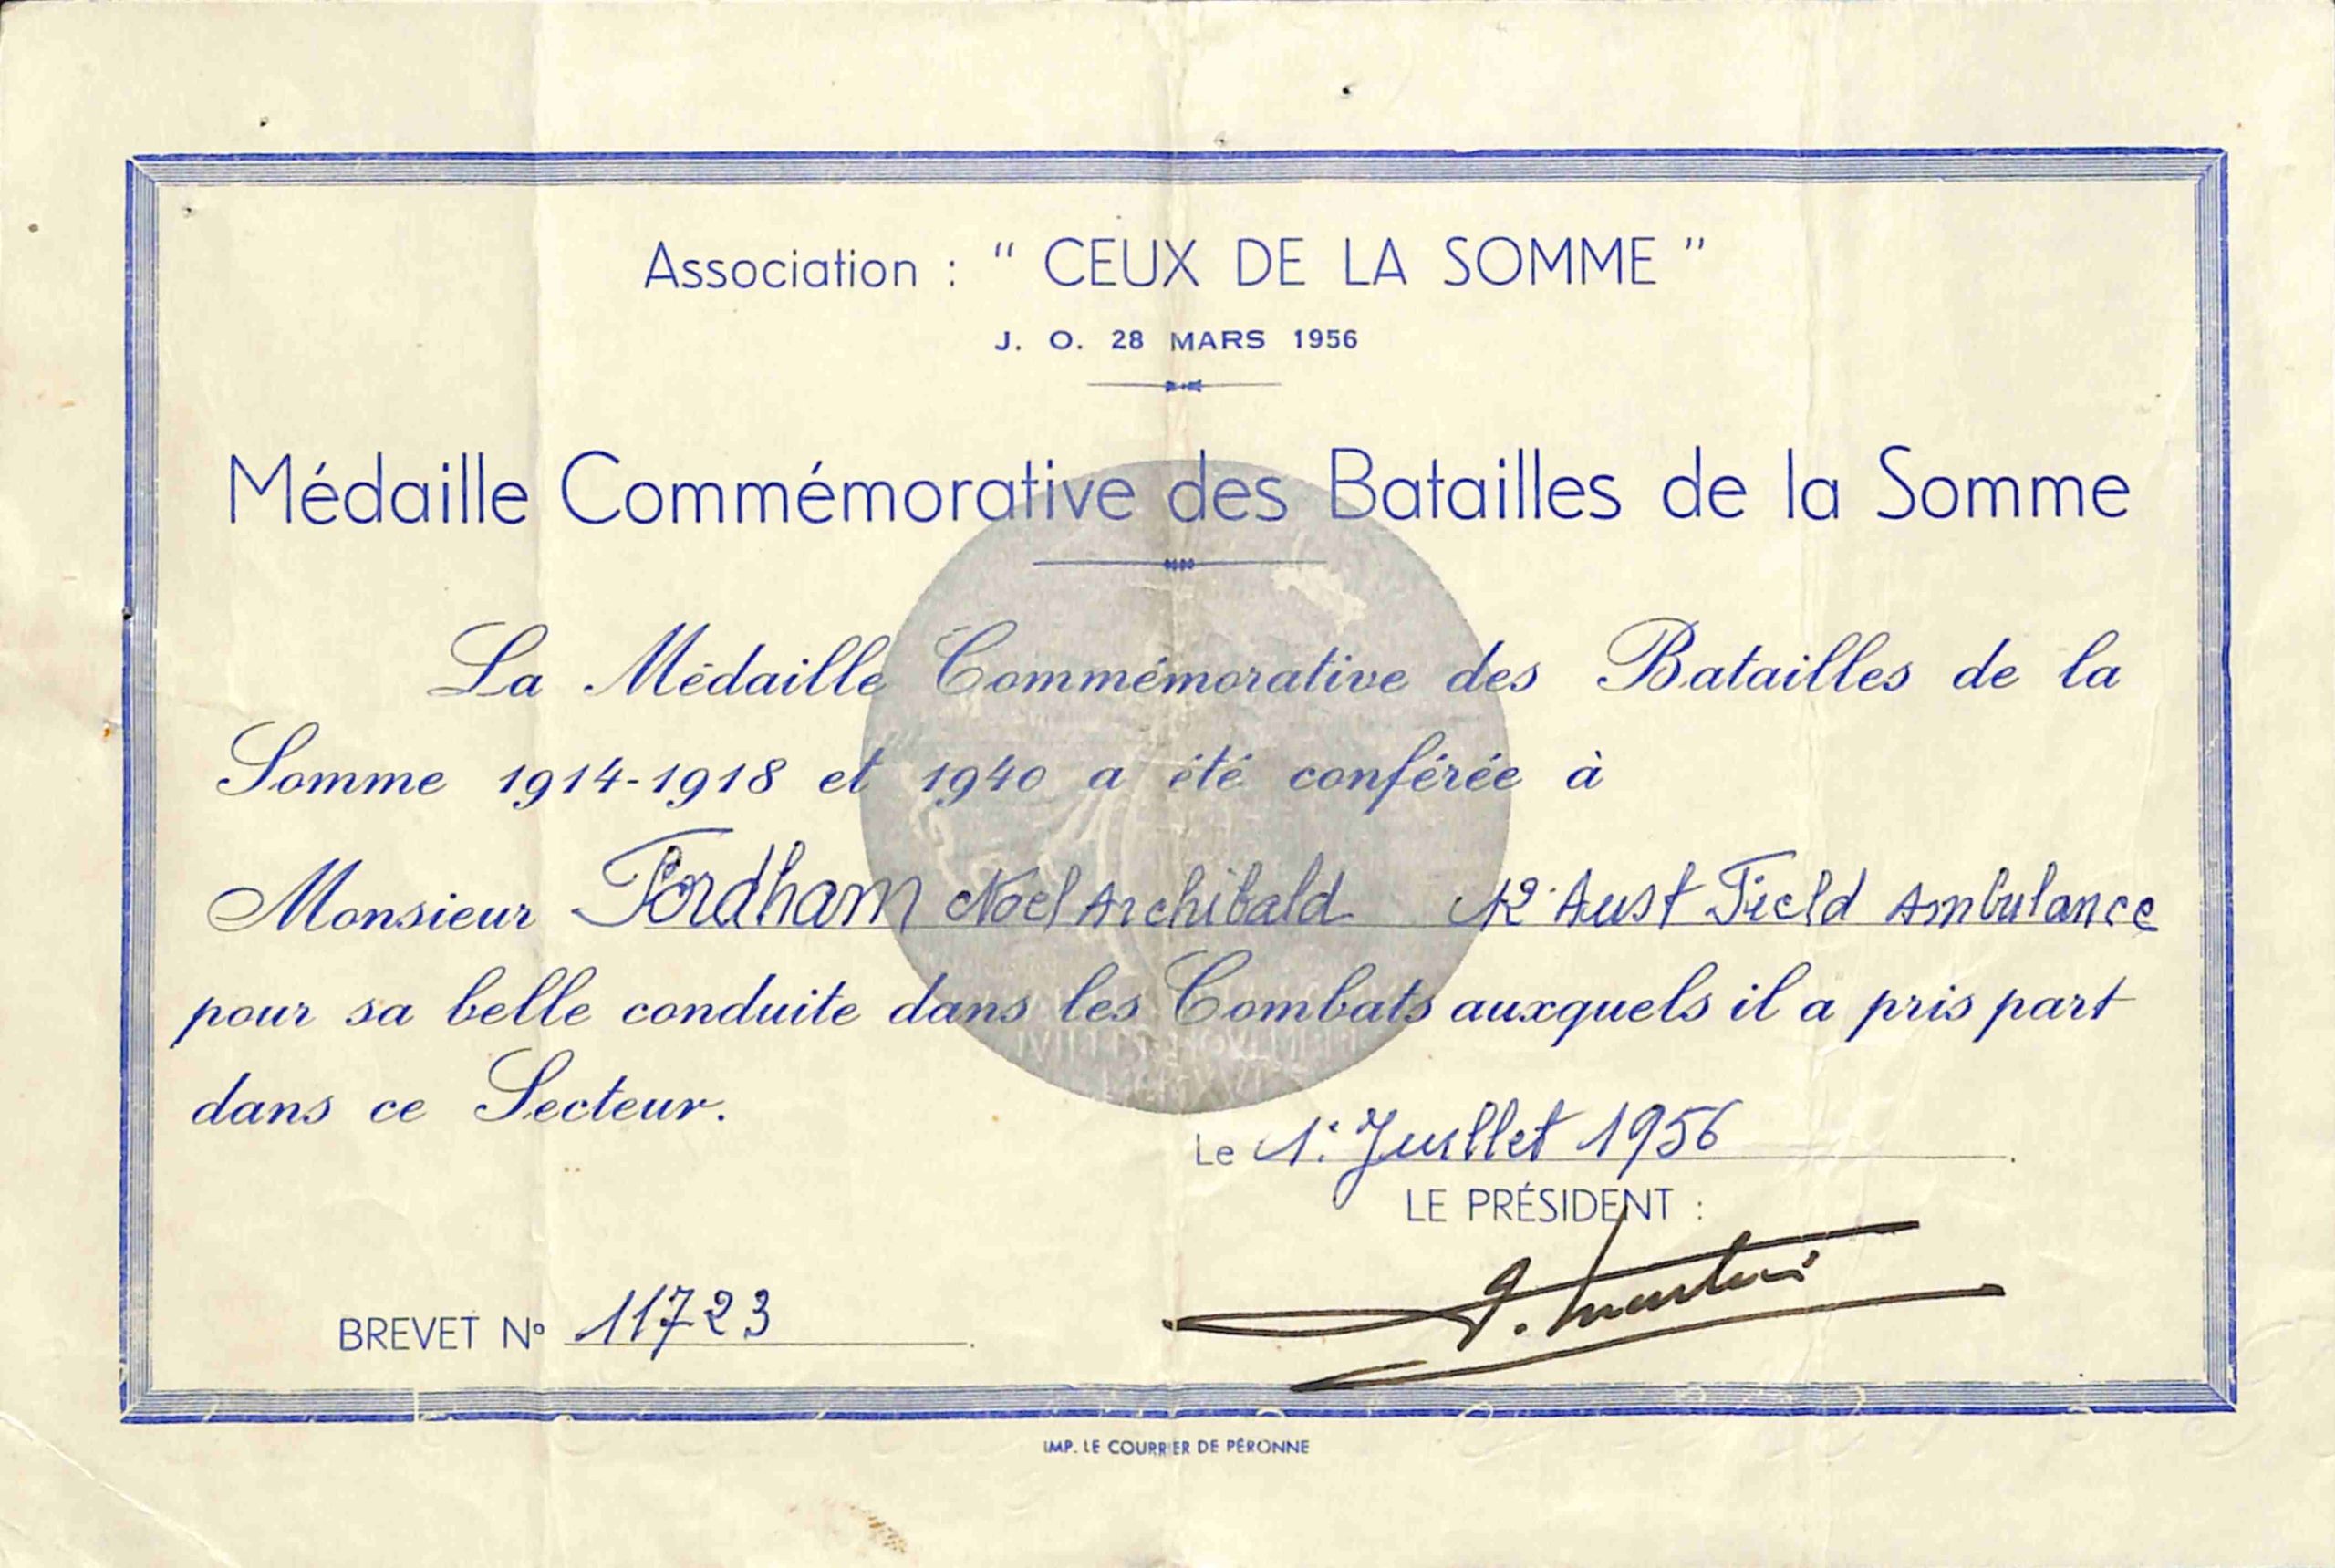 Association : " CEUX DE LA SOMME "
J. O. 28 MARS 1956
Médaille Commémorative des Batailles de la Somme
La Médaille Commémorative des Batailles de la
Somme 1914-1918 et 1940 a été conférée à
Monsieur Fordham Noel Archibald 12 Aust Field Ambulance
pour sa belle conduite dans les Combats auxquels il a pris part
dans ce Secteur.
Le 1er Juillet 1956.
LE PRÉSIDENT :
BREVET N° 11723.
IMP. LE COURRIER DE PÉRONNE